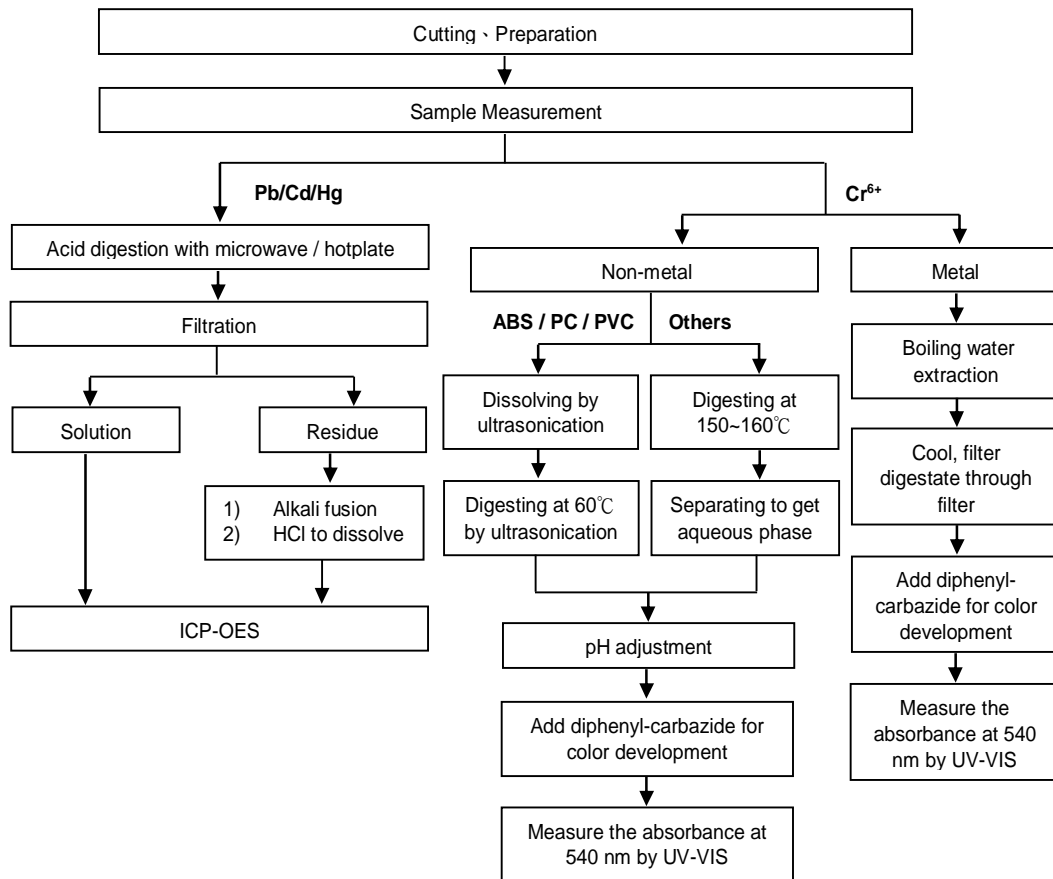 Cutting、Preparation
Sample Measurement
Pb/Cd/Hg
Cr⁶⁺
Acid digestion with microwave / hotplate
Non-metal
Metal
Filtration
ABS / PC / PVC
Others
Boiling water
extraction
Solution
Residue
Dissolving by
ultrasonication
Digesting at
150~160℃
Cool, filter
digestate through
filter
1) Alkali fusion
2) HCl to dissolve
Digesting at 60℃
by ultrasonication
Separating to get
aqueous phase
Add diphenyl-
carbazide for color
development
ICP-OES
pH adjustment
Measure the
absorbance at 540
nm by UV-VIS
Add diphenyl-carbazide for
color development
Measure the absorbance at
540 nm by UV-VIS